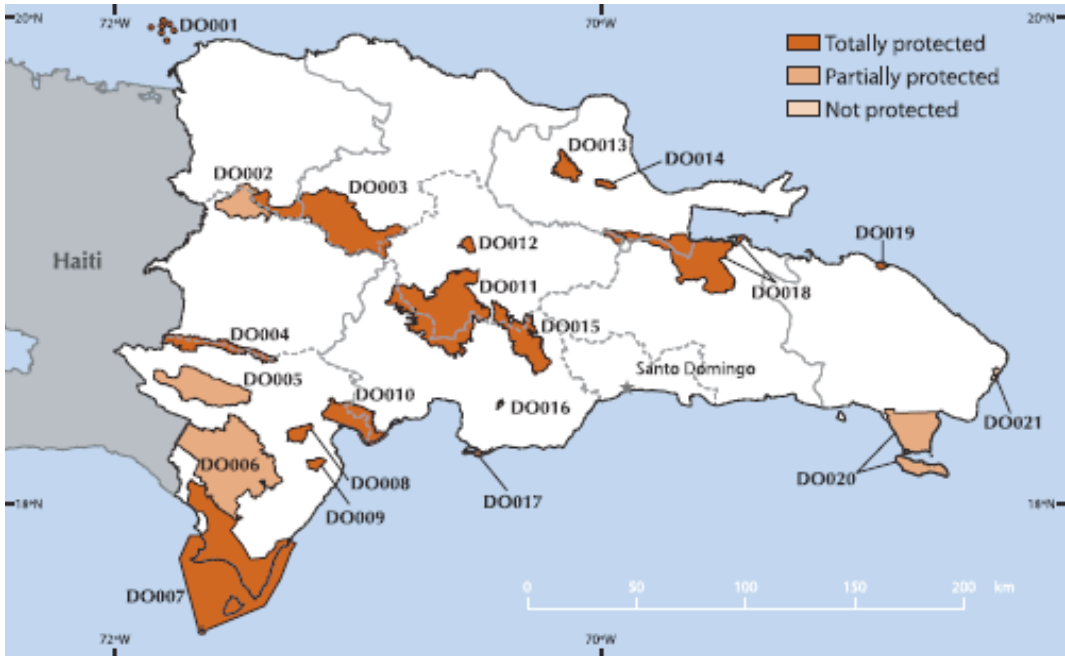 20°N
72°W
70°W
20°N
DO001
Totally protected
Partially protected
Not protected
DO013
DO014
DO002
DO003
DO019
Haiti
DO012
DO011
DO018
DO004
DO015
DO005
Santo Domingo
DO010
DO016
DO021
DO006
DO020
DO008
DO017
18°N
DO009
18°N
DO007
0
50
100
150
200
km
72°W
70°W